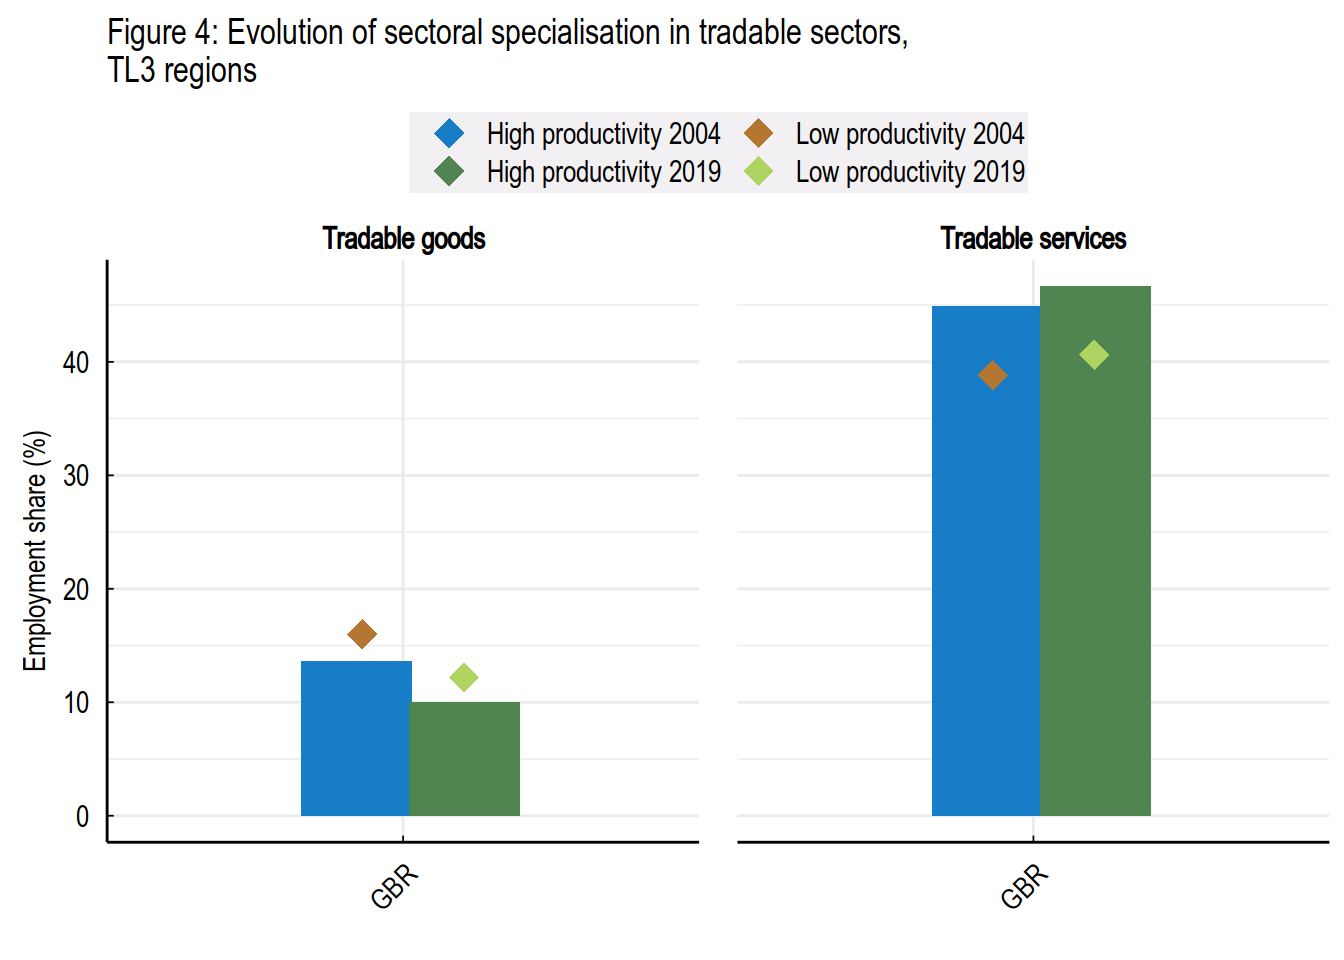 Figure 4: Evolution of sectoral specialisation in tradable sectors,
TL3 regions
High productivity 2004
Low productivity 2004
High productivity 2019
Low productivity 2019
Tradable goods
Tradable services
Employment share (%)
40
30
20
10
0
GBR
GBR